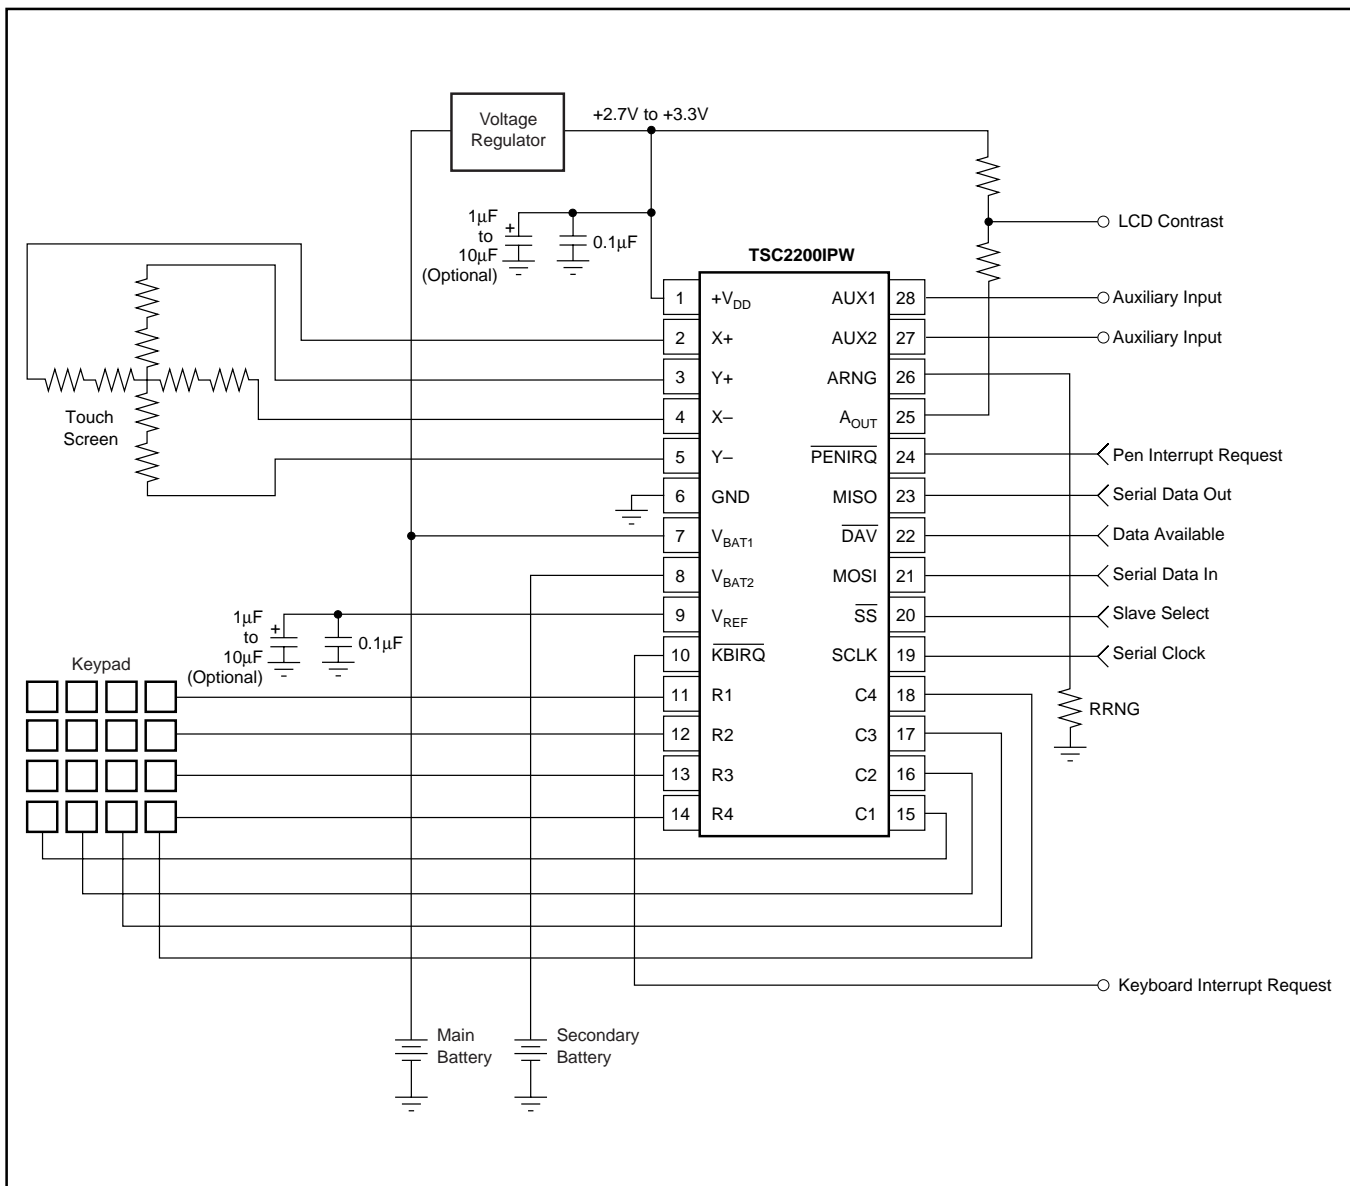 Voltage
Regulator
+2.7V to +3.3V
1µF
to
10µF
(Optional)
+
0.1µF
LCD Contrast
TSC2200IPW
1 +VDD AUX1 28 Auxiliary Input
2 X+ AUX2 27 Auxiliary Input
3 Y+ ARNG 26
4 X– AOUT 25
5 Y– PENIRQ 24 Pen Interrupt Request
6 GND MISO 23 Serial Data Out
7 VBAT1 DAV 22 Data Available
8 VBAT2 MOSI 21 Serial Data In
9 VREF SS 20 Slave Select
10 KBIRQ SCLK 19 Serial Clock
11 R1 C4 18
12 R2 C3 17
13 R3 C2 16
14 R4 C1 15
Touch
Screen
1µF
to
10µF
(Optional)
+
0.1µF
Keypad
RRNG
Keyboard Interrupt Request
Main
Battery
Secondary
Battery